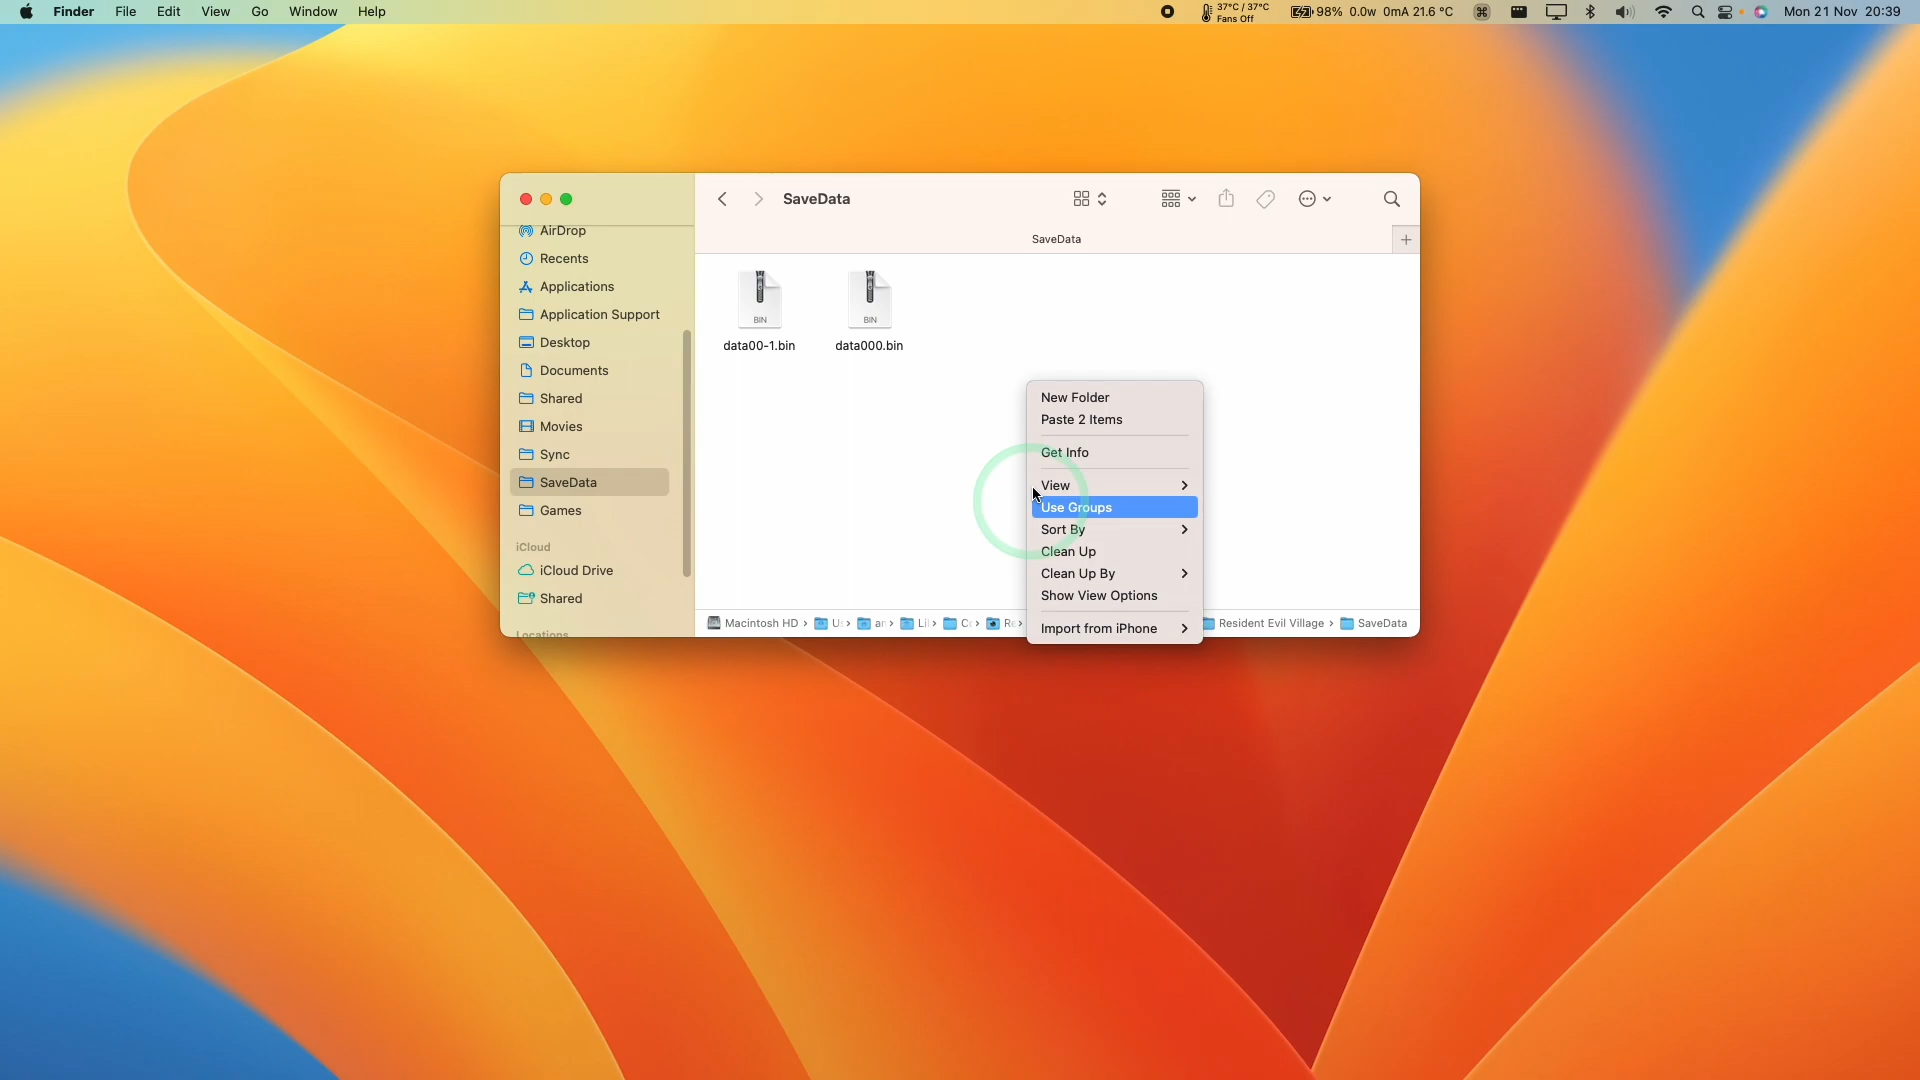 Finder File Edit View Go Window Help
37°C / 37°C
Fans Off
98% 0.0w 0mA 21.6 °C
Mon 21 Nov 20:39
SaveData
SaveData
AirDrop
Recents
Applications
Application Support
Desktop
Documents
Shared
Movies
Sync
SaveData
Games
iCloud
iCloud Drive
Shared
Locations
BIN
data00-1.bin
BIN
data000.bin
New Folder
Paste 2 Items
Get Info
View
Use Groups
Sort By
Clean Up
Clean Up By
Show View Options
Import from iPhone
Macintosh HD › Resident Evil Village › SaveData